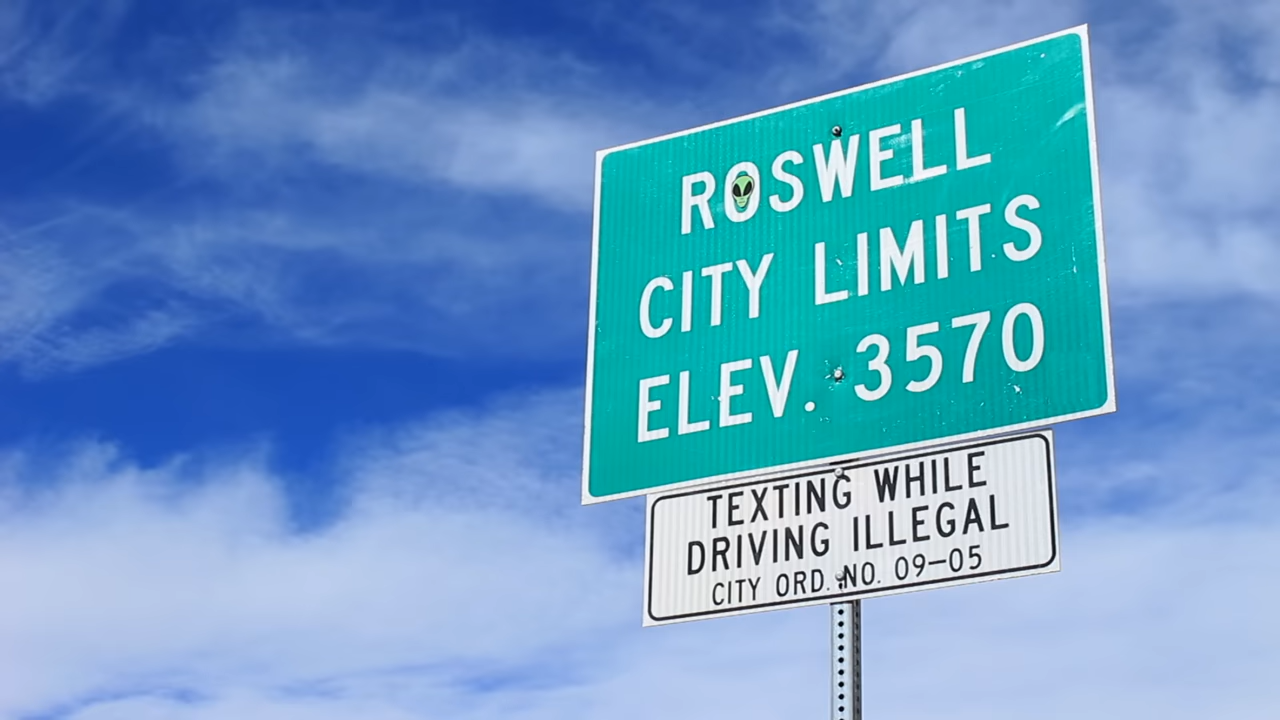 ROSWELL
CITY LIMITS
ELEV. 3570
TEXTING WHILE
DRIVING ILLEGAL
CITY ORD. NO. 09-05